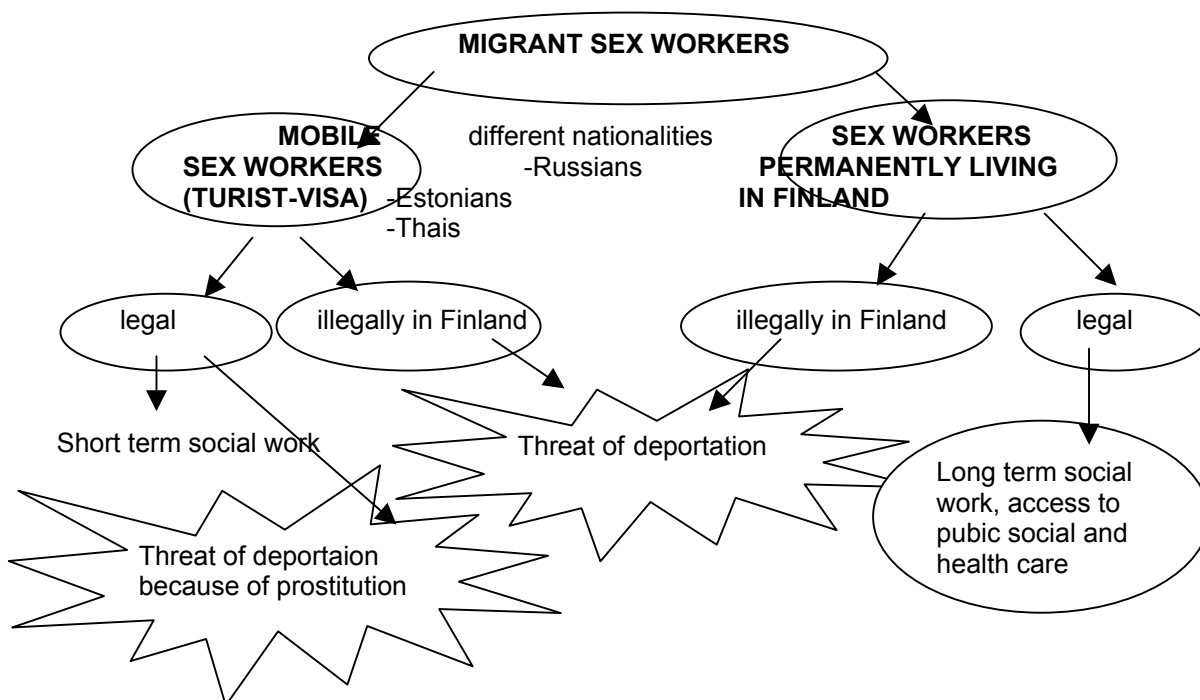 MIGRANT SEX WORKERS
MOBILE
SEX WORKERS
(TURIST-VISA)
different nationalities
-Russians
-Estonians
-Thais
SEX WORKERS
PERMANENTLY LIVING
IN FINLAND
legal
illegally in Finland
illegally in Finland
legal
Short term social work
Threat of deportation
Threat of deportaion
because of prostitution
Long term social
work, access to
pubic social and
health care